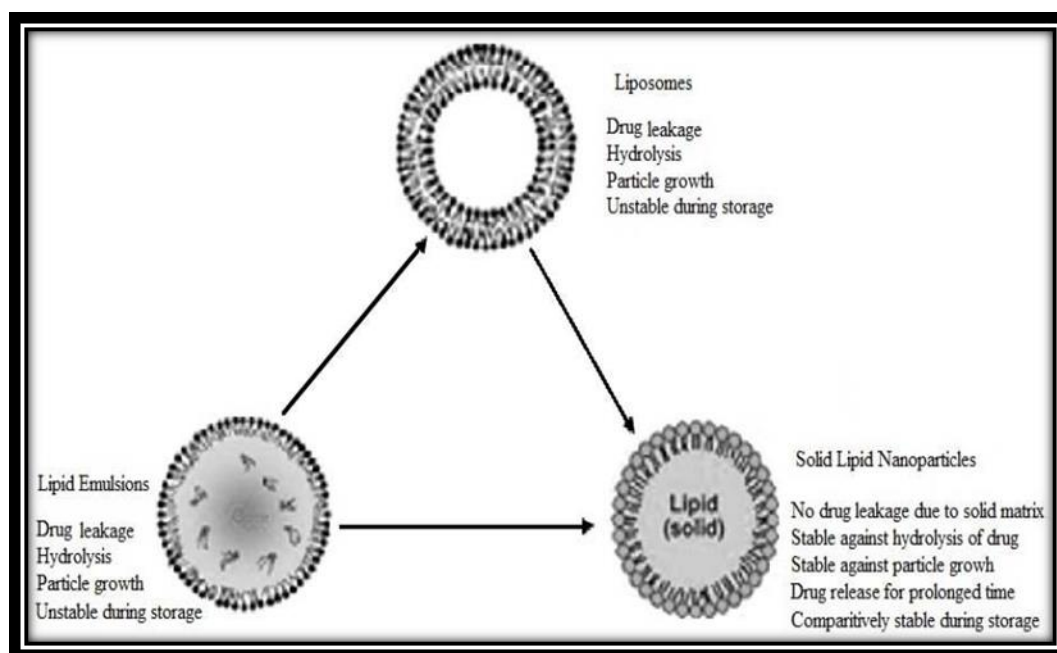 Liposomes
Drug leakage
Hydrolysis
Particle growth
Unstable during storage
Lipid Emulsions
Drug leakage
Hydrolysis
Particle growth
Unstable during storage
Lipid
(solid)
Solid Lipid Nanoparticles
No drug leakage due to solid matrix
Stable against hydrolysis of drug
Stable against particle growth
Drug release for prolonged time
Comparitively stable during storage